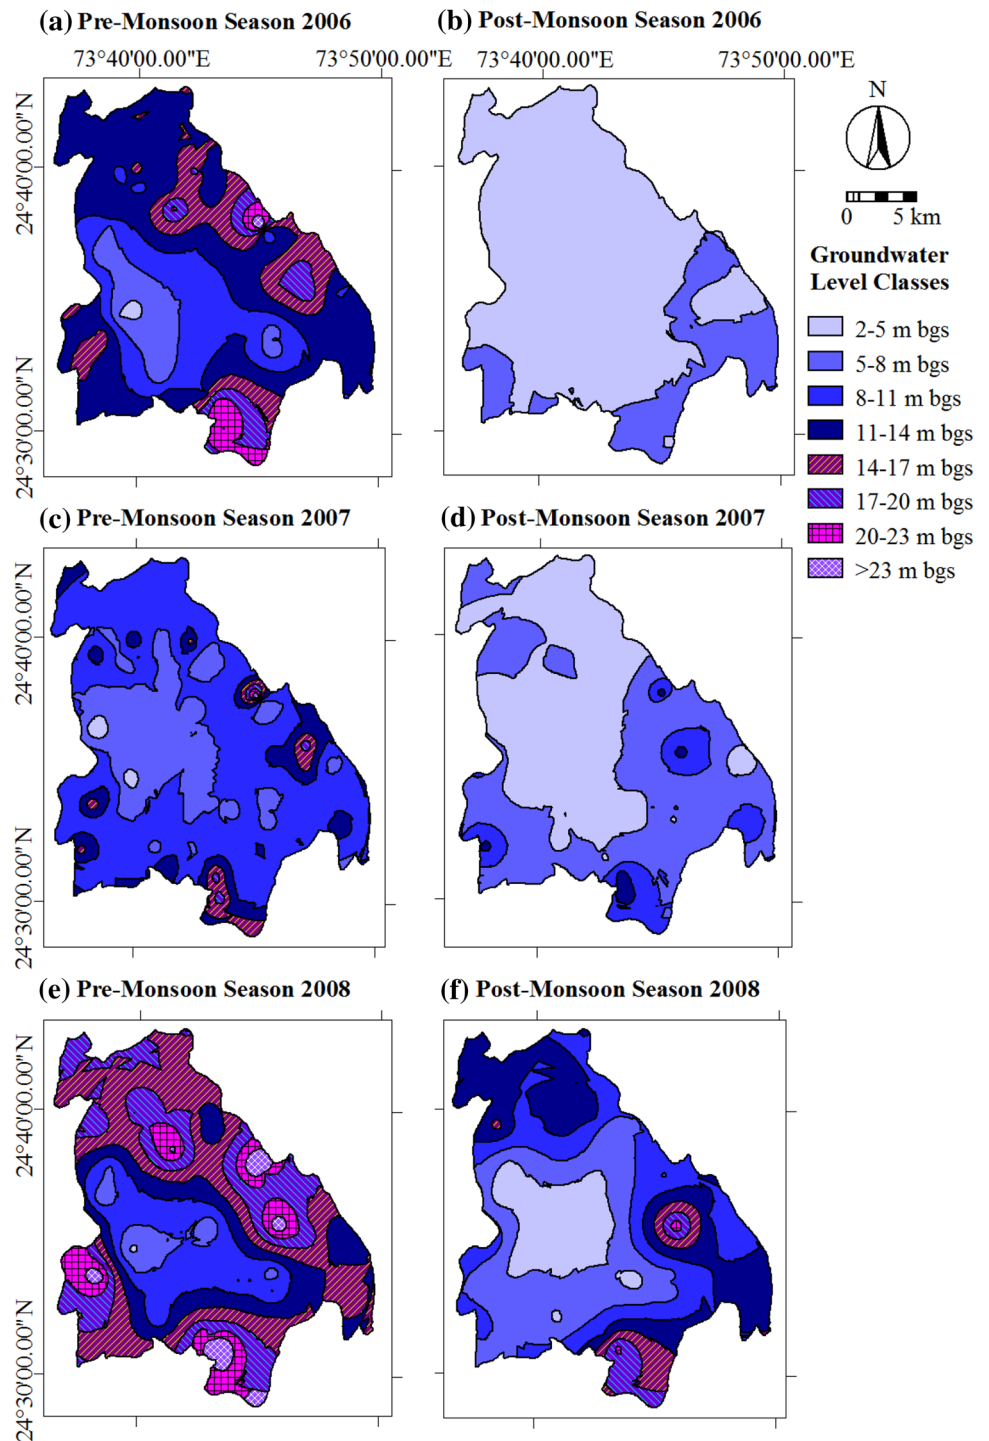 (a) Pre-Monsoon Season 2006
(b) Post-Monsoon Season 2006
73°40'00.00"E
73°50'00.00"E
73°40'00.00"E
73°50'00.00"E
24°40'00.00"N
24°30'00.00"N
N
0 5 km
Groundwater
Level Classes
2-5 m bgs
5-8 m bgs
8-11 m bgs
11-14 m bgs
14-17 m bgs
17-20 m bgs
20-23 m bgs
>23 m bgs
(c) Pre-Monsoon Season 2007
(d) Post-Monsoon Season 2007
24°40'00.00"N
24°30'00.00"N
(e) Pre-Monsoon Season 2008
(f) Post-Monsoon Season 2008
24°40'00.00"N
24°30'00.00"N